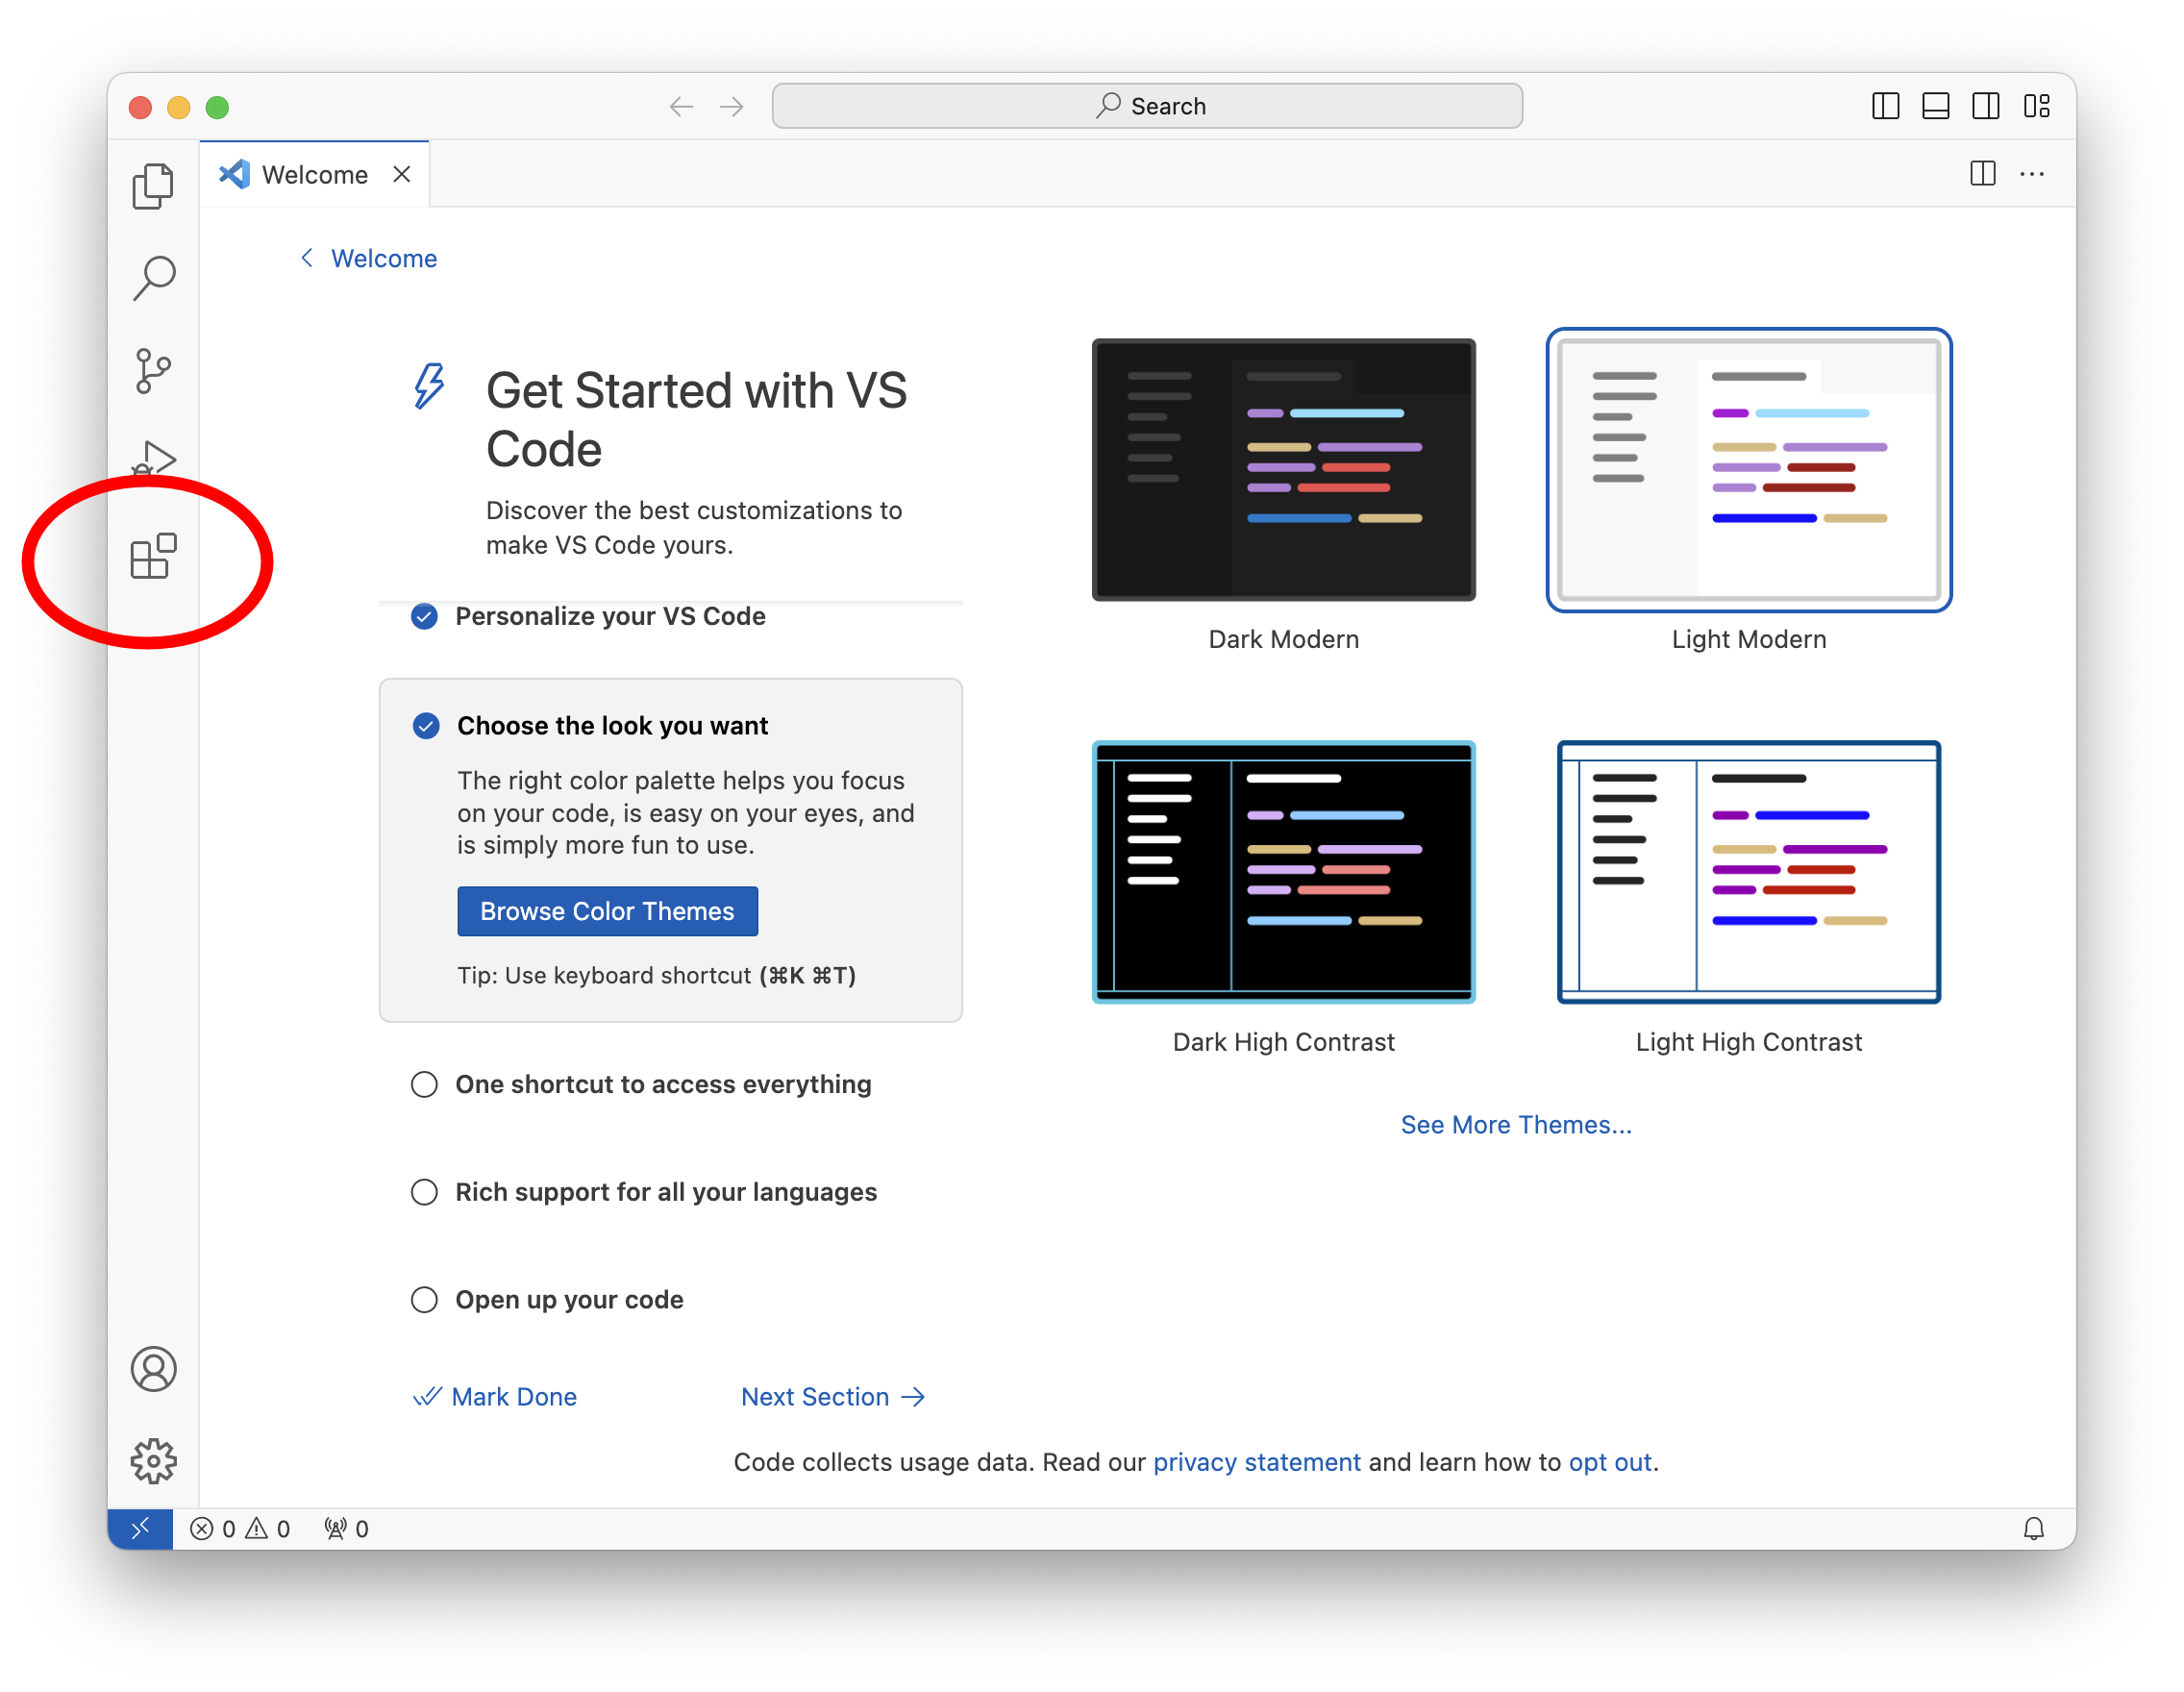 Search
Welcome
Welcome
Get Started with VS
Code
Discover the best customizations to
make VS Code yours.
Personalize your VS Code
Choose the look you want
The right color palette helps you focus
on your code, is easy on your eyes, and
is simply more fun to use.
Browse Color Themes
Tip: Use keyboard shortcut (⌘K ⌘T)
One shortcut to access everything
Rich support for all your languages
Open up your code
Mark Done
Next Section
Dark Modern
Light Modern
Dark High Contrast
Light High Contrast
See More Themes...
Code collects usage data. Read our privacy statement and learn how to opt out.
0 0 0